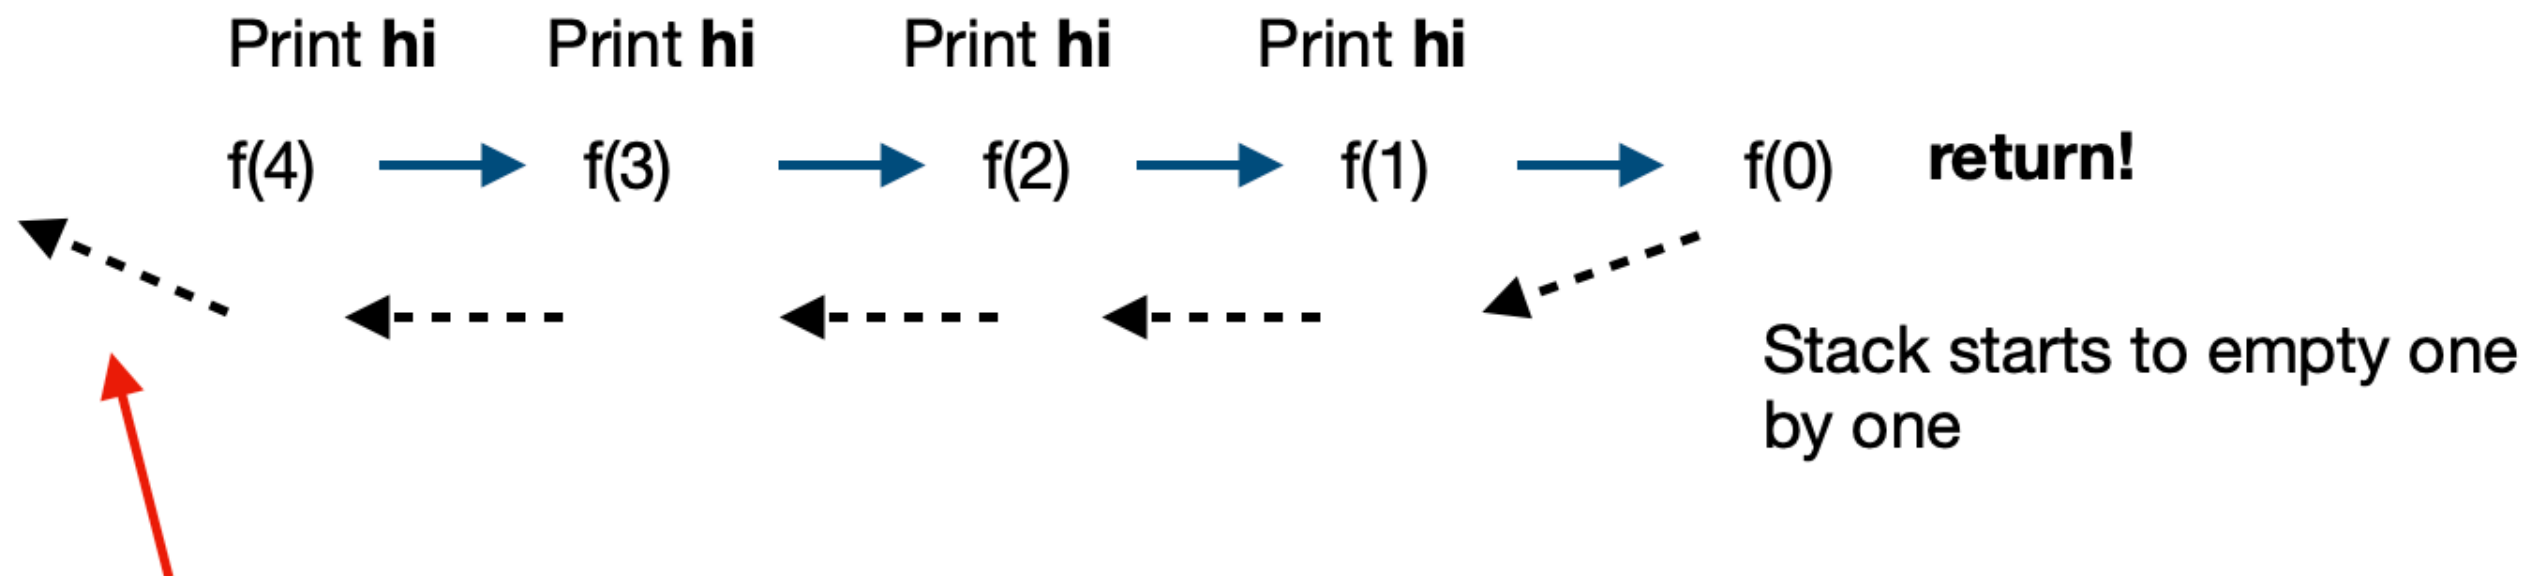 Print hi Print hi Print hi Print hi
f(4) f(3) f(2) f(1) f(0) return!
Stack starts to empty one
by one